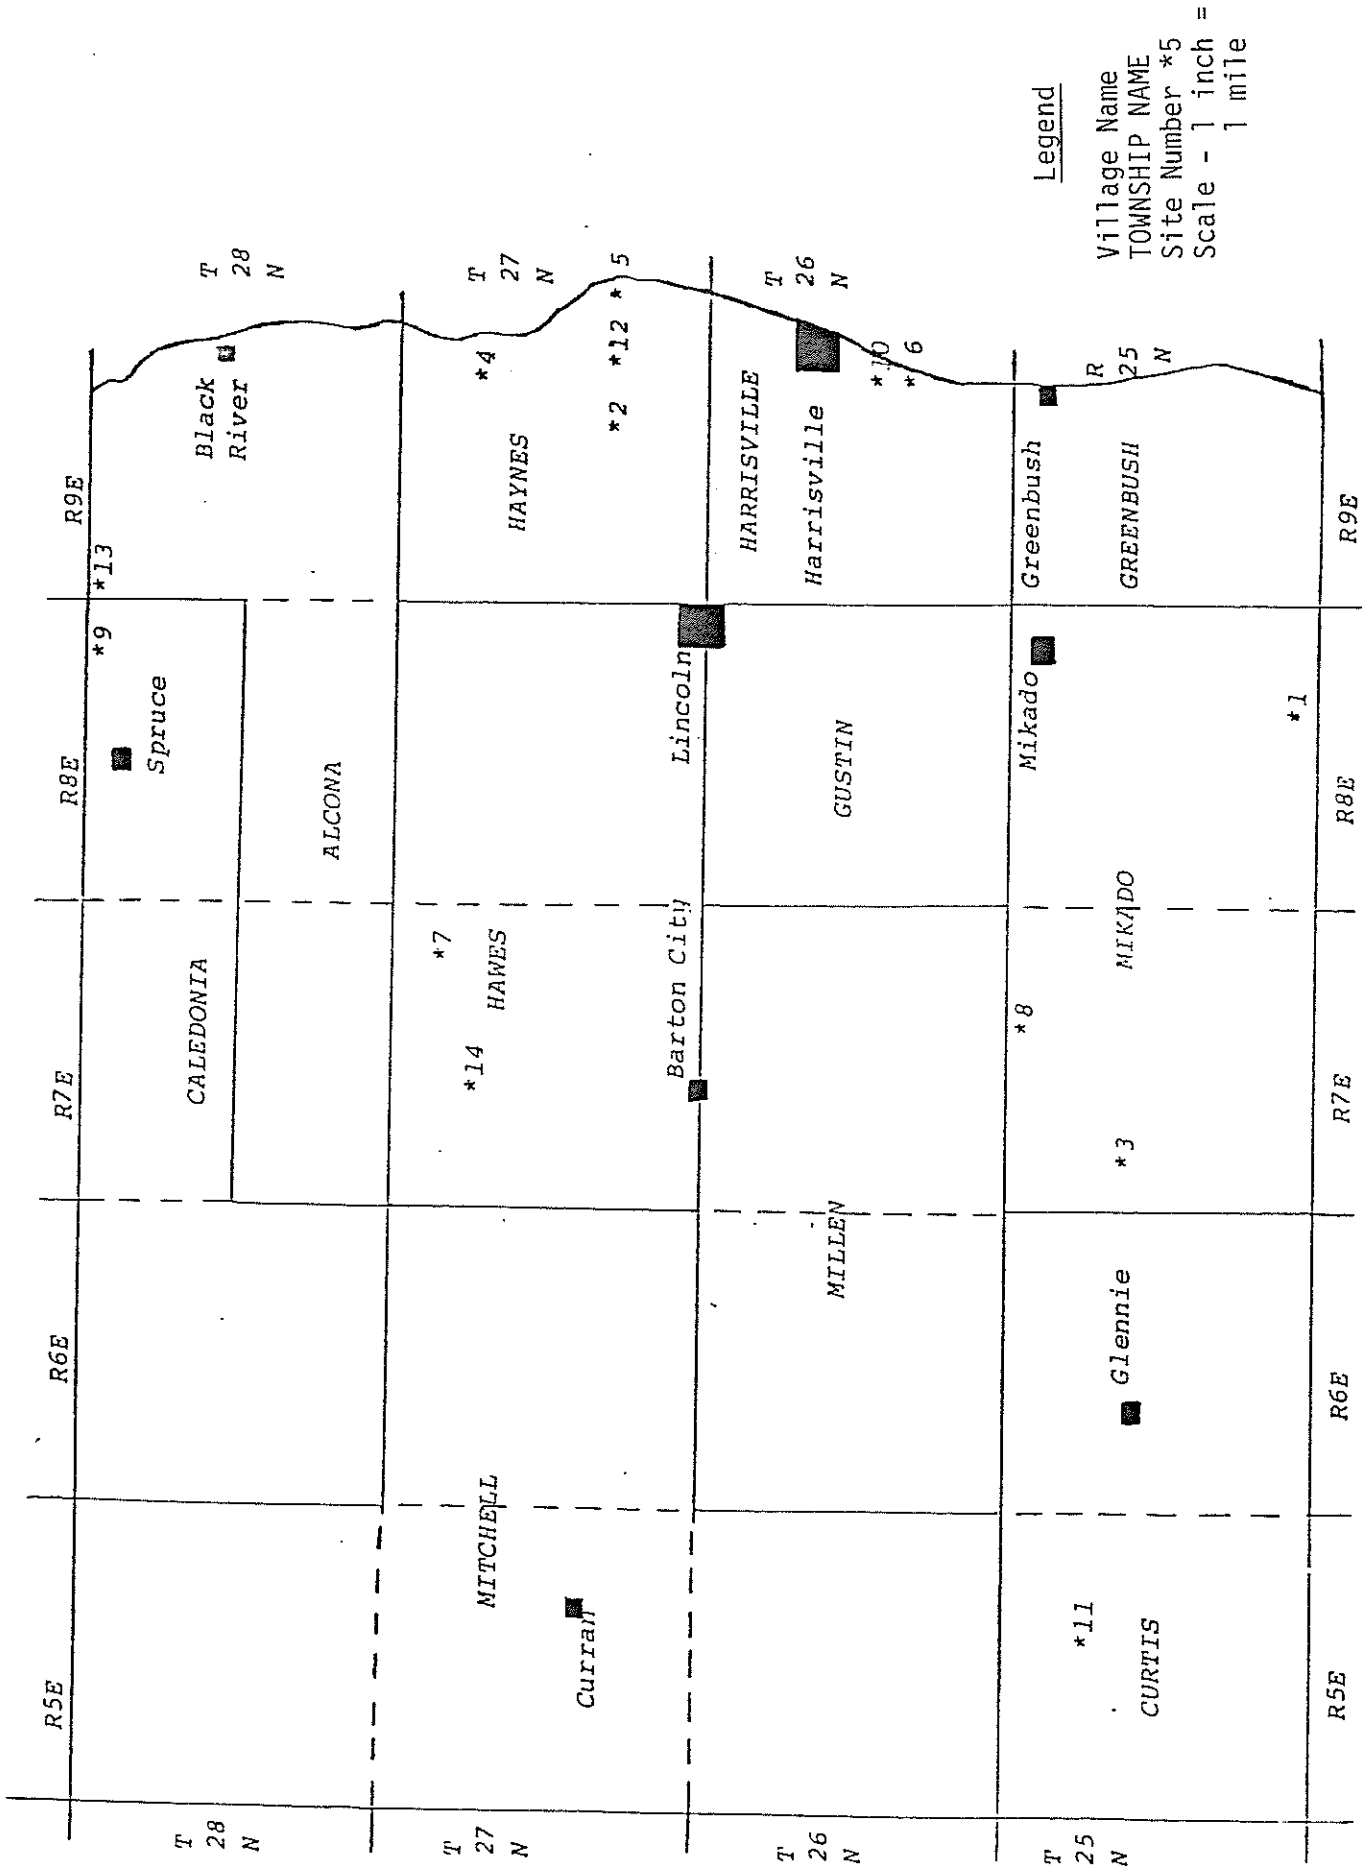 R5E
R6E
R7E
R8E
R9E
T
28
N
CALEDONIA
Spruce
*9
*13
Black
River
T
28
N
ALCONA
T
27
N
MITCHELL
Curran
*14
*7
HAWES
HAYNES
*4
*2
*12
*
5
T
27
N
Barton City
Lincoln
T
26
N
MILLEN
GUSTIN
HARRISVILLE
Harrisville
*10
*6
T
26
N
T
25
N
*11
CURTIS
Glennie
*3
*8
MIKADO
Mikado
*1
Greenbush
GREENBUSH
R
25
N
R5E
R6E
R7E
R8E
R9E
Legend
Village Name
TOWNSHIP NAME
Site Number *5
Scale - 1 inch =
1 mile